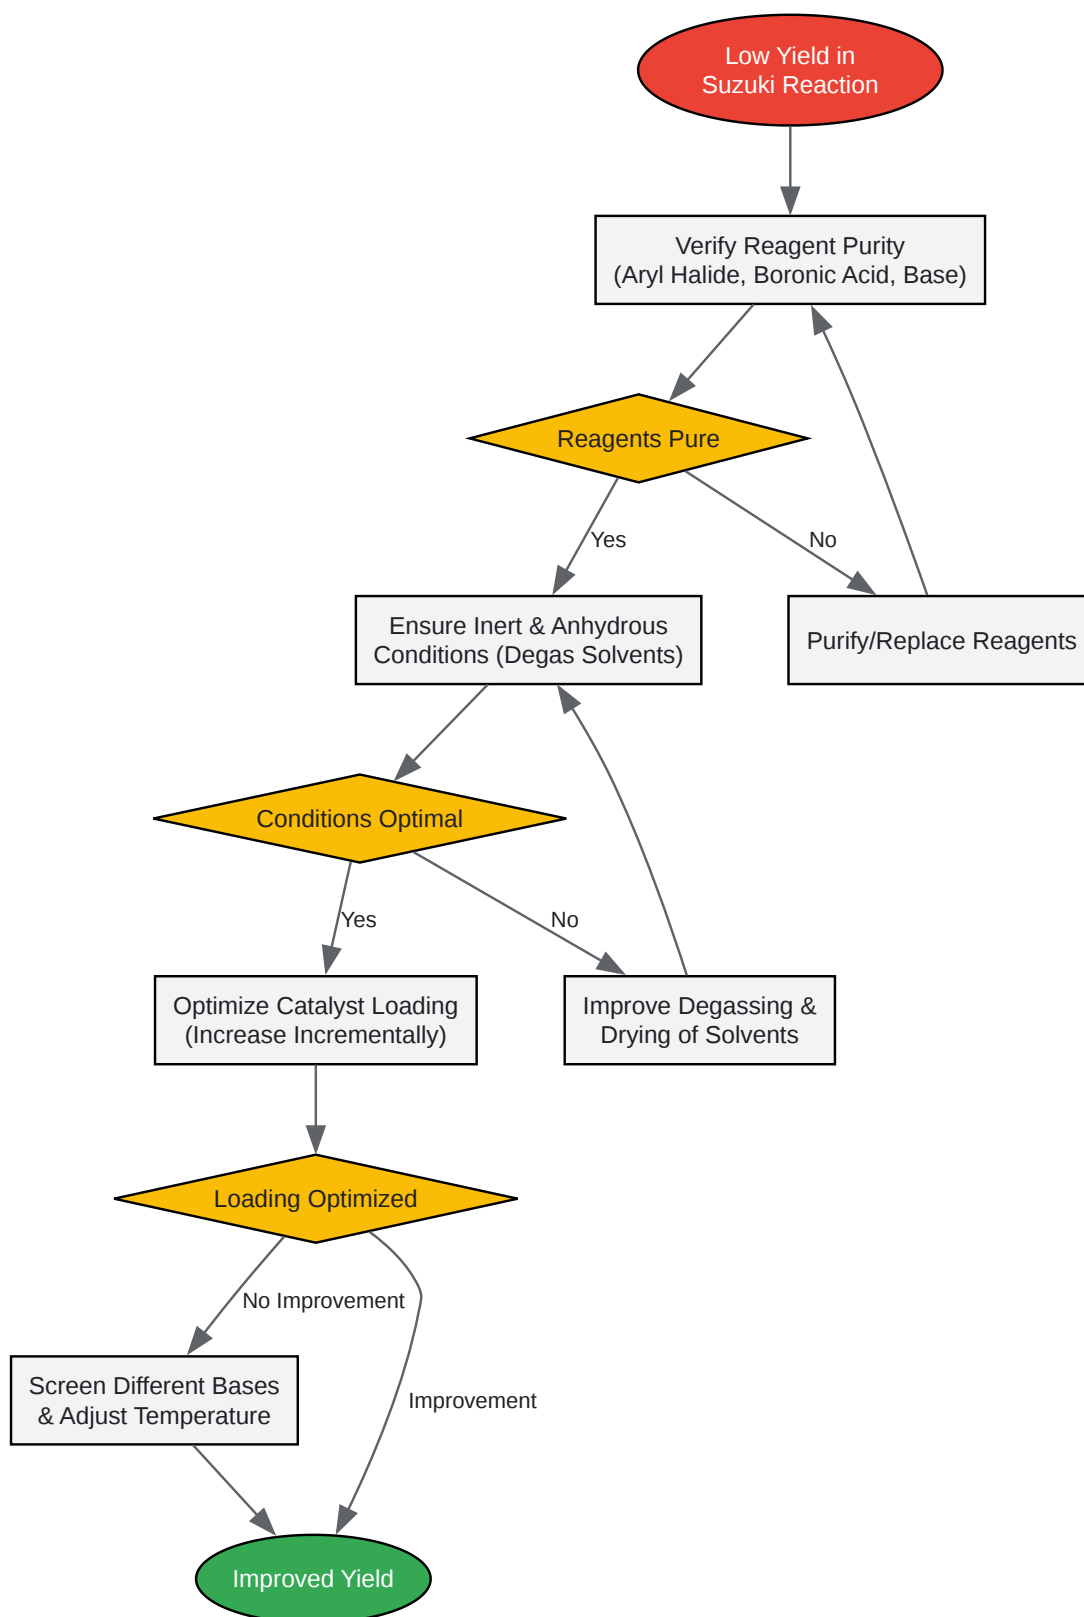 Low Yield in
Suzuki Reaction
Verify Reagent Purity
(Aryl Halide, Boronic Acid, Base)
Reagents Pure
Yes
No
Ensure Inert & Anhydrous
Conditions (Degas Solvents)
Purify/Replace Reagents
Conditions Optimal
Yes
No
Optimize Catalyst Loading
(Increase Incrementally)
Improve Degassing &
Drying of Solvents
Loading Optimized
No Improvement
Improvement
Screen Different Bases
& Adjust Temperature
Improved Yield